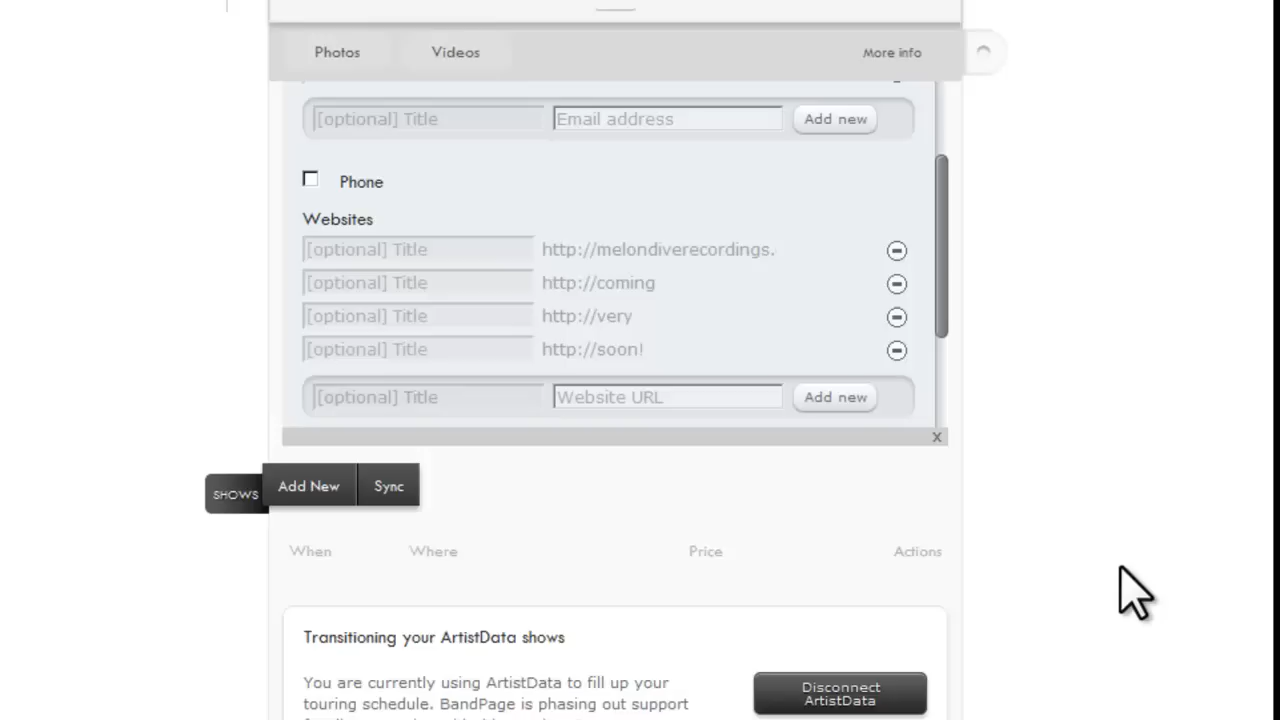 Photos Videos More info
[optional] Title Email address Add new
Phone
Websites
[optional] Title http://melondiverecordings.
[optional] Title http://coming
[optional] Title http://very
[optional] Title http://soon!
[optional] Title Website URL Add new
x
SHOWS Add New Sync
When Where Price Actions
Transitioning your ArtistData shows
You are currently using ArtistData to fill up your
touring schedule. BandPage is phasing out support
Disconnect
ArtistData